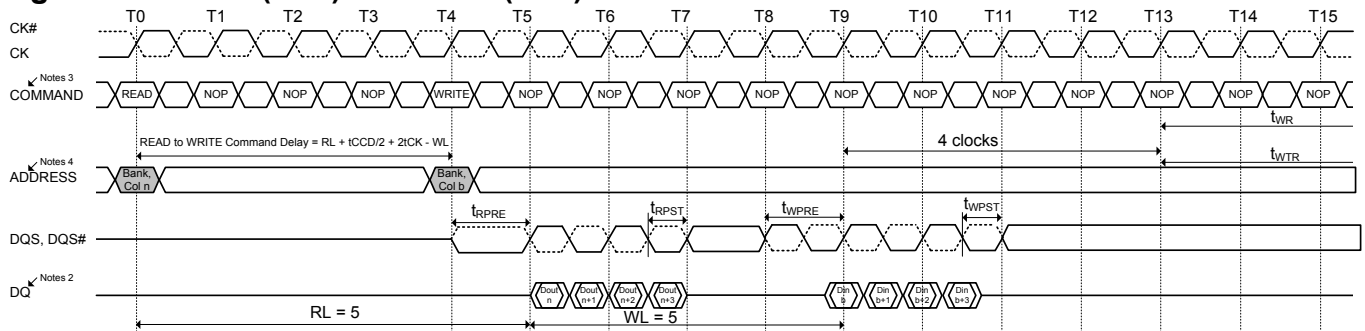 T0 T1 T2 T3 T4 T5 T6 T7 T8 T9 T10 T11 T12 T13 T14 T15
CK#
CK
Notes 3
COMMAND READ NOP NOP NOP WRITE NOP NOP NOP NOP NOP NOP NOP NOP NOP NOP NOP
tWR
READ to WRITE Command Delay = RL + tCCD/2 + 2tCK - WL
4 clocks
tWTR
Notes 4
ADDRESS Bank, Col n Bank, Col b
tRPRE tRPST tWPRE tWPST
DQS, DQS#
Notes 2
DQ Dout n Dout n+1 Dout n+2 Dout n+3 Din b Din b+1 Din b+2 Din b+3
RL = 5 WL = 5